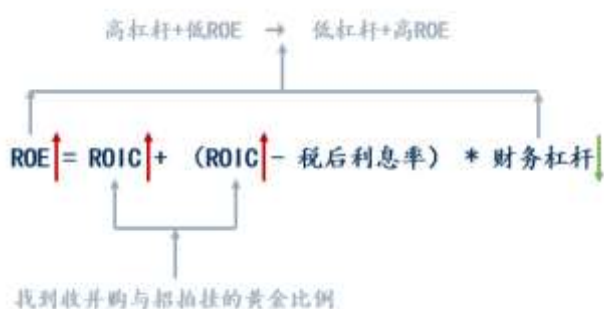 高杠杆+低ROE → 低杠杆+高ROE
ROE = ROIC + (ROIC - 税后利息率) * 财务杠杆
找到收并购与招拍挂的黄金比例